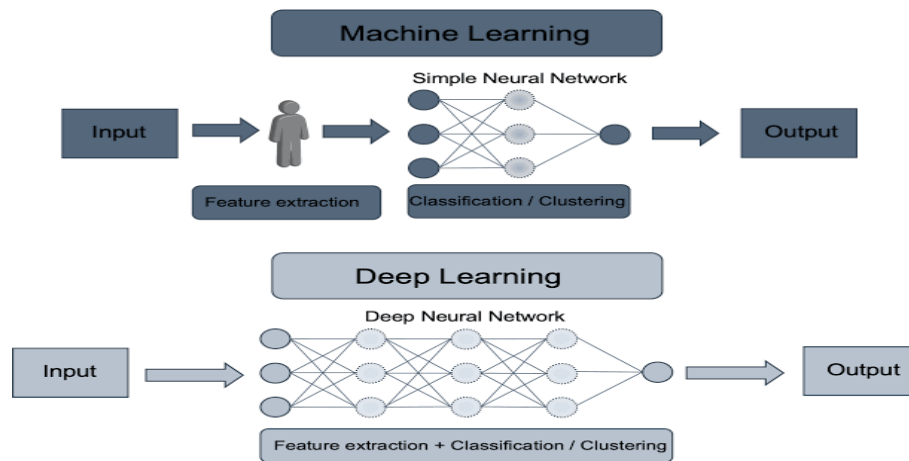 Machine Learning
Simple Neural Network
Input
Output
Feature extraction
Classification / Clustering
Deep Learning
Deep Neural Network
Input
Output
Feature extraction + Classification / Clustering